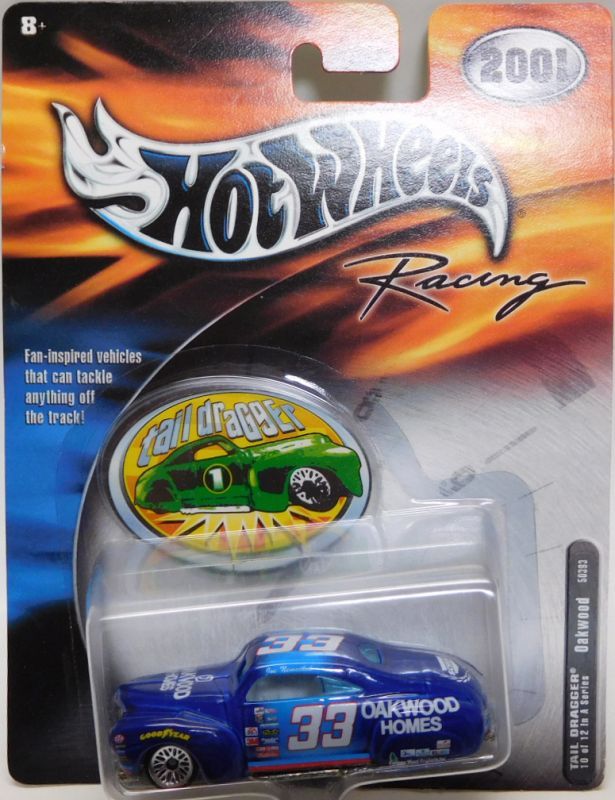 8+
2001
Hot Wheels
Racing
Fan-inspired vehicles
that can tackle
anything off
the track!
tail dragger
1
TAIL DRAGGER® Oakwood 50393
10 of 12 in A Series
33
33
OAKWOOD
HOMES
GOODYEAR